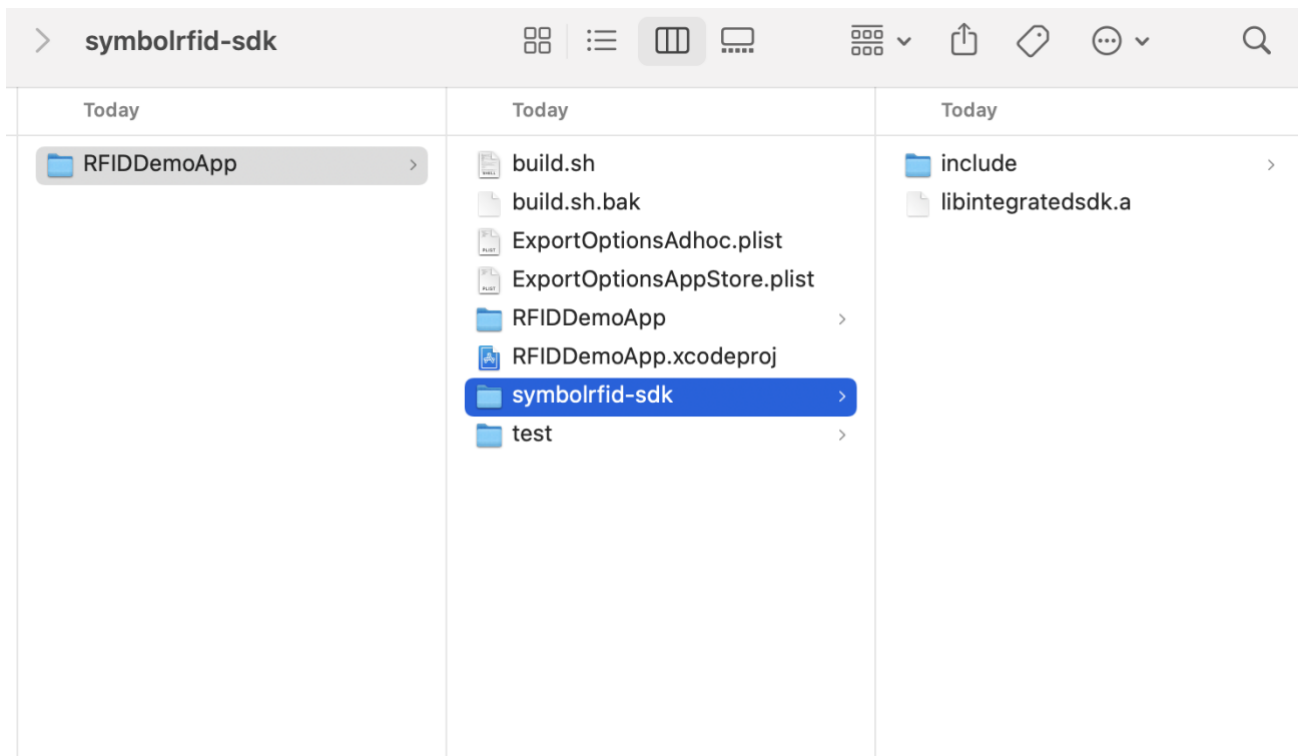 symbolrfid-sdk
Today
RFIDDemoApp
Today
build.sh
build.sh.bak
ExportOptionsAdhoc.plist
ExportOptionsAppStore.plist
RFIDDemoApp
RFIDDemoApp.xcodeproj
symbolrfid-sdk
test
Today
include
libintegratedsdk.a